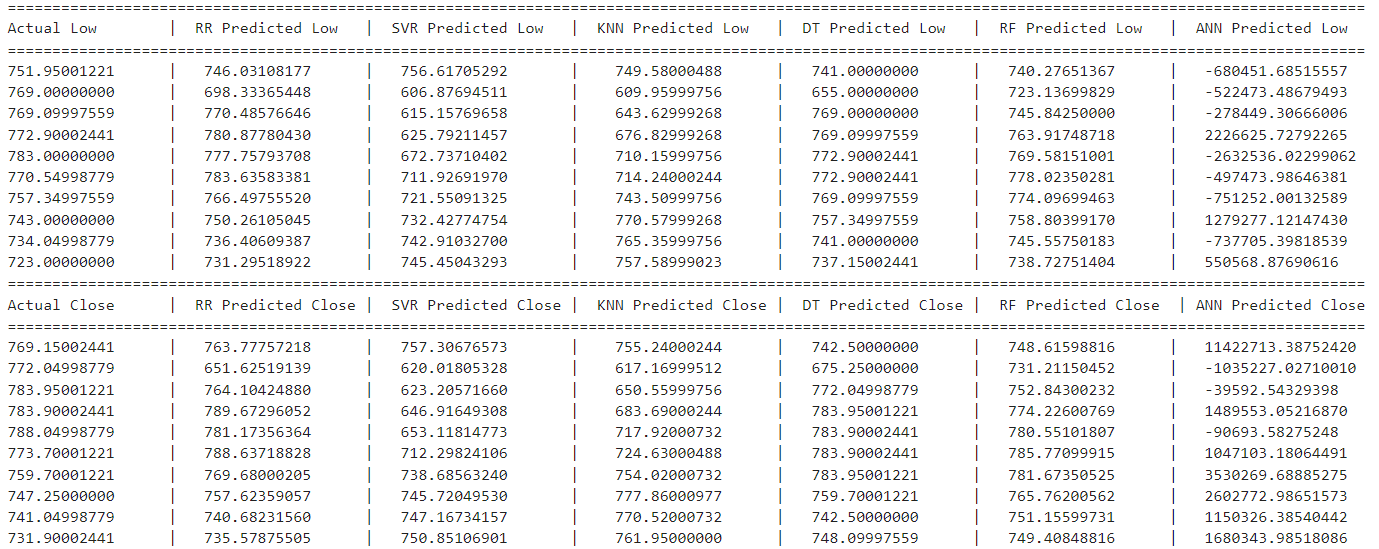 Actual Low | RR Predicted Low | SVR Predicted Low | KNN Predicted Low | DT Predicted Low | RF Predicted Low | ANN Predicted Low
751.95001221 | 746.03108177 | 756.61705292 | 749.58000488 | 741.00000000 | 740.27651367 | -680451.68515557
769.00000000 | 698.33365448 | 606.87694511 | 609.95999756 | 655.00000000 | 723.13699829 | -522473.48679493
769.09997559 | 770.48576646 | 615.15769658 | 643.62999268 | 769.00000000 | 745.84250000 | -278449.30666006
772.90002441 | 780.87780430 | 625.79211457 | 676.82999268 | 769.09997559 | 763.91748718 | 2226625.72792265
783.00000000 | 777.75793708 | 672.73710402 | 710.15999756 | 772.90002441 | 769.58151001 | -2632536.02299062
770.54998779 | 783.63583381 | 711.92691970 | 714.24000244 | 772.90002441 | 778.02350281 | -497473.98646381
757.34997559 | 766.49755520 | 721.55091325 | 743.50999756 | 769.09997559 | 774.09699463 | -751252.00132589
743.00000000 | 750.26105045 | 732.42774754 | 770.57999268 | 757.34997559 | 758.80399170 | 1279277.12147430
734.04998779 | 736.40609387 | 742.91032700 | 765.35999756 | 741.00000000 | 745.55750183 | -737705.39818539
723.00000000 | 731.29518922 | 745.45043293 | 757.58999023 | 737.15002441 | 738.72751404 | 550568.87690616
Actual Close | RR Predicted Close | SVR Predicted Close | KNN Predicted Close | DT Predicted Close | RF Predicted Close | ANN Predicted Close
769.15002441 | 763.77757218 | 757.30676573 | 755.24000244 | 742.50000000 | 748.61598816 | 11422713.38752420
772.04998779 | 651.62519139 | 620.01805328 | 617.16999512 | 675.25000000 | 731.21150452 | -1035227.02710010
783.95001221 | 764.10424880 | 623.20571660 | 650.55999756 | 772.04998779 | 752.84300232 | -39592.54329398
783.90002441 | 789.67296052 | 646.91649308 | 683.69000244 | 783.95001221 | 774.22600769 | 1489553.05216870
788.04998779 | 781.17356364 | 653.11814773 | 717.92000732 | 783.90002441 | 780.55101807 | -90693.58275248
773.70001221 | 788.63718828 | 712.29824106 | 724.63000488 | 783.90002441 | 785.77099915 | 1047103.18064491
759.70001221 | 769.68000205 | 738.68563240 | 754.02000732 | 783.95001221 | 781.67350525 | 3530269.68885275
747.25000000 | 757.62359057 | 745.72049530 | 777.86000977 | 759.70001221 | 765.76200562 | 2602772.98651573
741.04998779 | 740.68231560 | 747.16734157 | 770.52000732 | 742.50000000 | 751.15599731 | 1150326.38540442
731.90002441 | 735.57875505 | 750.85106901 | 761.95000000 | 748.09997559 | 749.40848816 | 1680343.98518086